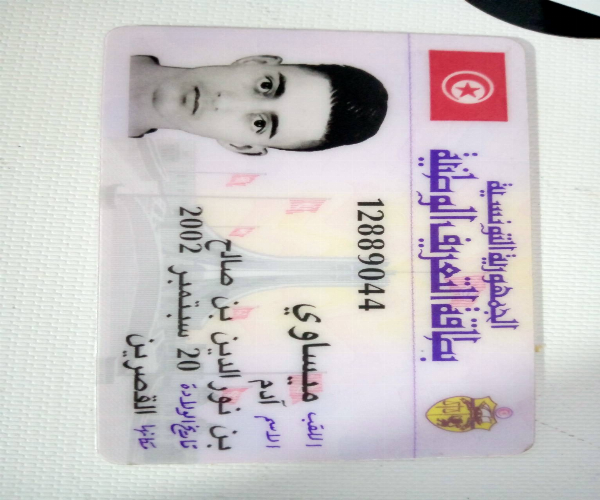 الجمهورية التونسية
بطاقة التعريف الوطنية
12889044
اللقب ميساوي
الاسم آدم
بن نور الدين بن صالح
تاريخ الولادة 20 سبتمبر 2002
مكانها القصرين